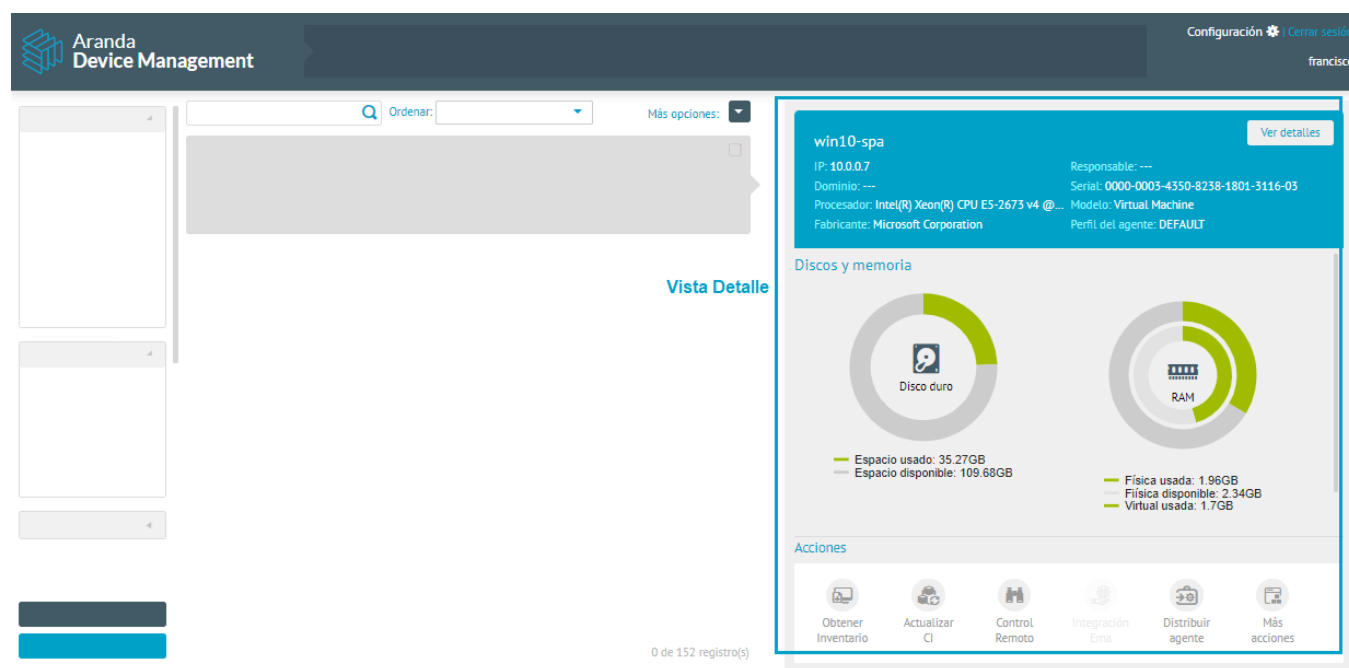 Aranda
Device Management
Configuración | Cerrar sesión
francisc
Ordenar:
Más opciones:
Vista Detalle
win10-spa
Ver detalles
IP: 10.0.0.7
Responsable: ---
Dominio: ---
Serial: 0000-0003-4350-8238-1801-3116-03
Procesador: Intel(R) Xeon(R) CPU E5-2673 v4 @...
Modelo: Virtual Machine
Fabricante: Microsoft Corporation
Perfil del agente: DEFAULT
Discos y memoria
Disco duro
RAM
Espacio usado: 35.27GB
Espacio disponible: 109.68GB
Física usada: 1.96GB
Fiísica disponible: 2.34GB
Virtual usada: 1.7GB
Acciones
Obtener
Inventario
Actualizar
CI
Control
Remoto
Integración
Ema
Distribuir
agente
Más
acciones
0 de 152 registro(s)